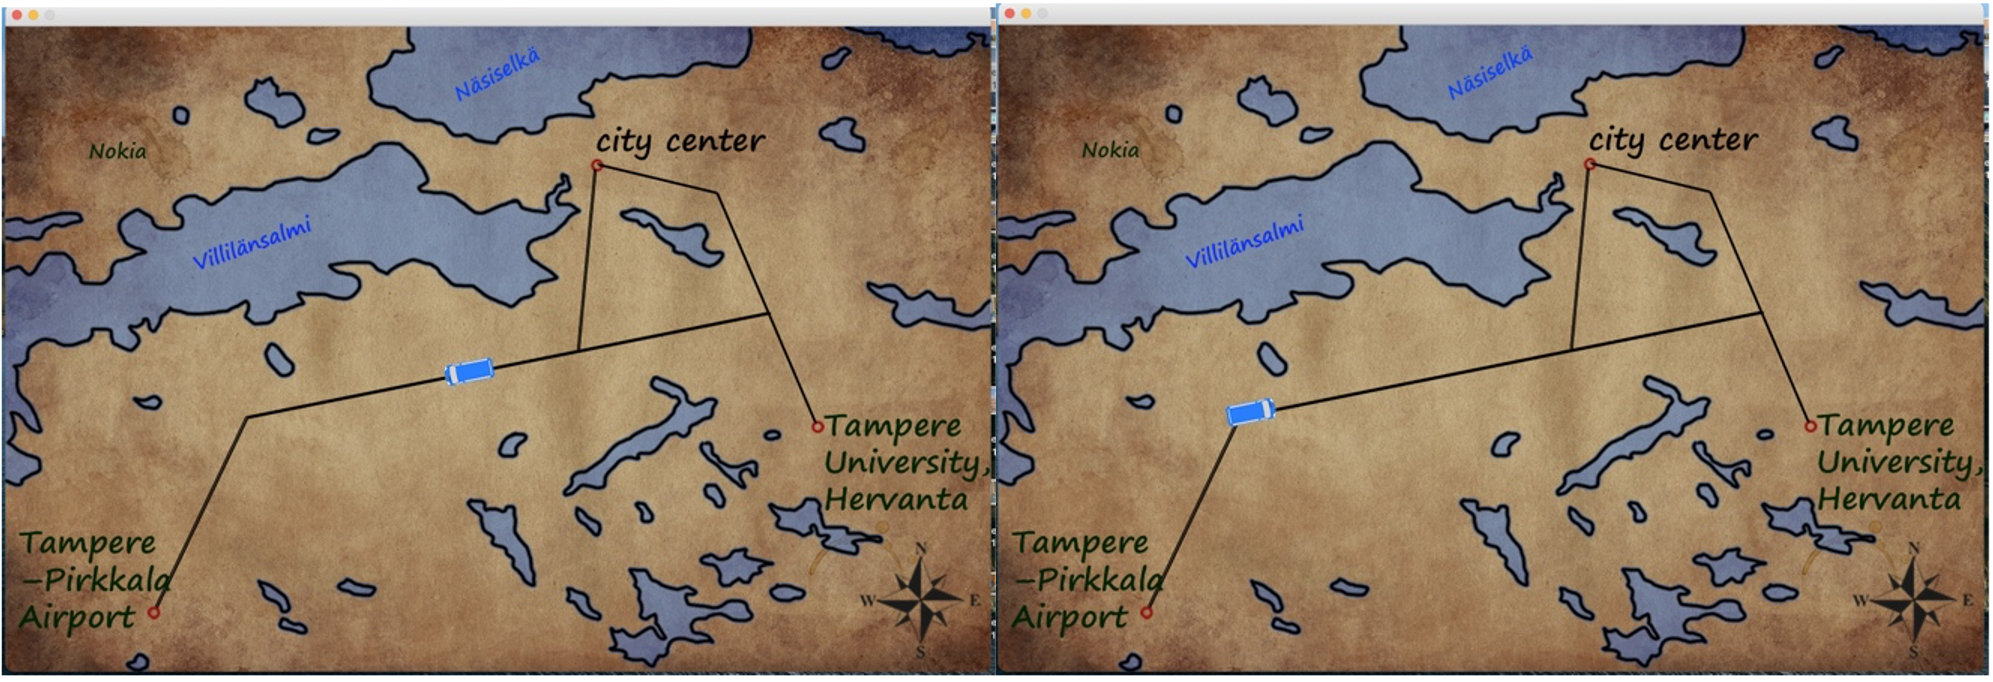 Näsiselkä
city center
Nokia
Villilänsalmi
Tampere
University,
Hervanta
Tampere
–Pirkkala
Airport
N
W
E
S
Näsiselkä
city center
Nokia
Villilänsalmi
Tampere
University,
Hervanta
Tampere
–Pirkkala
Airport
N
W
E
S